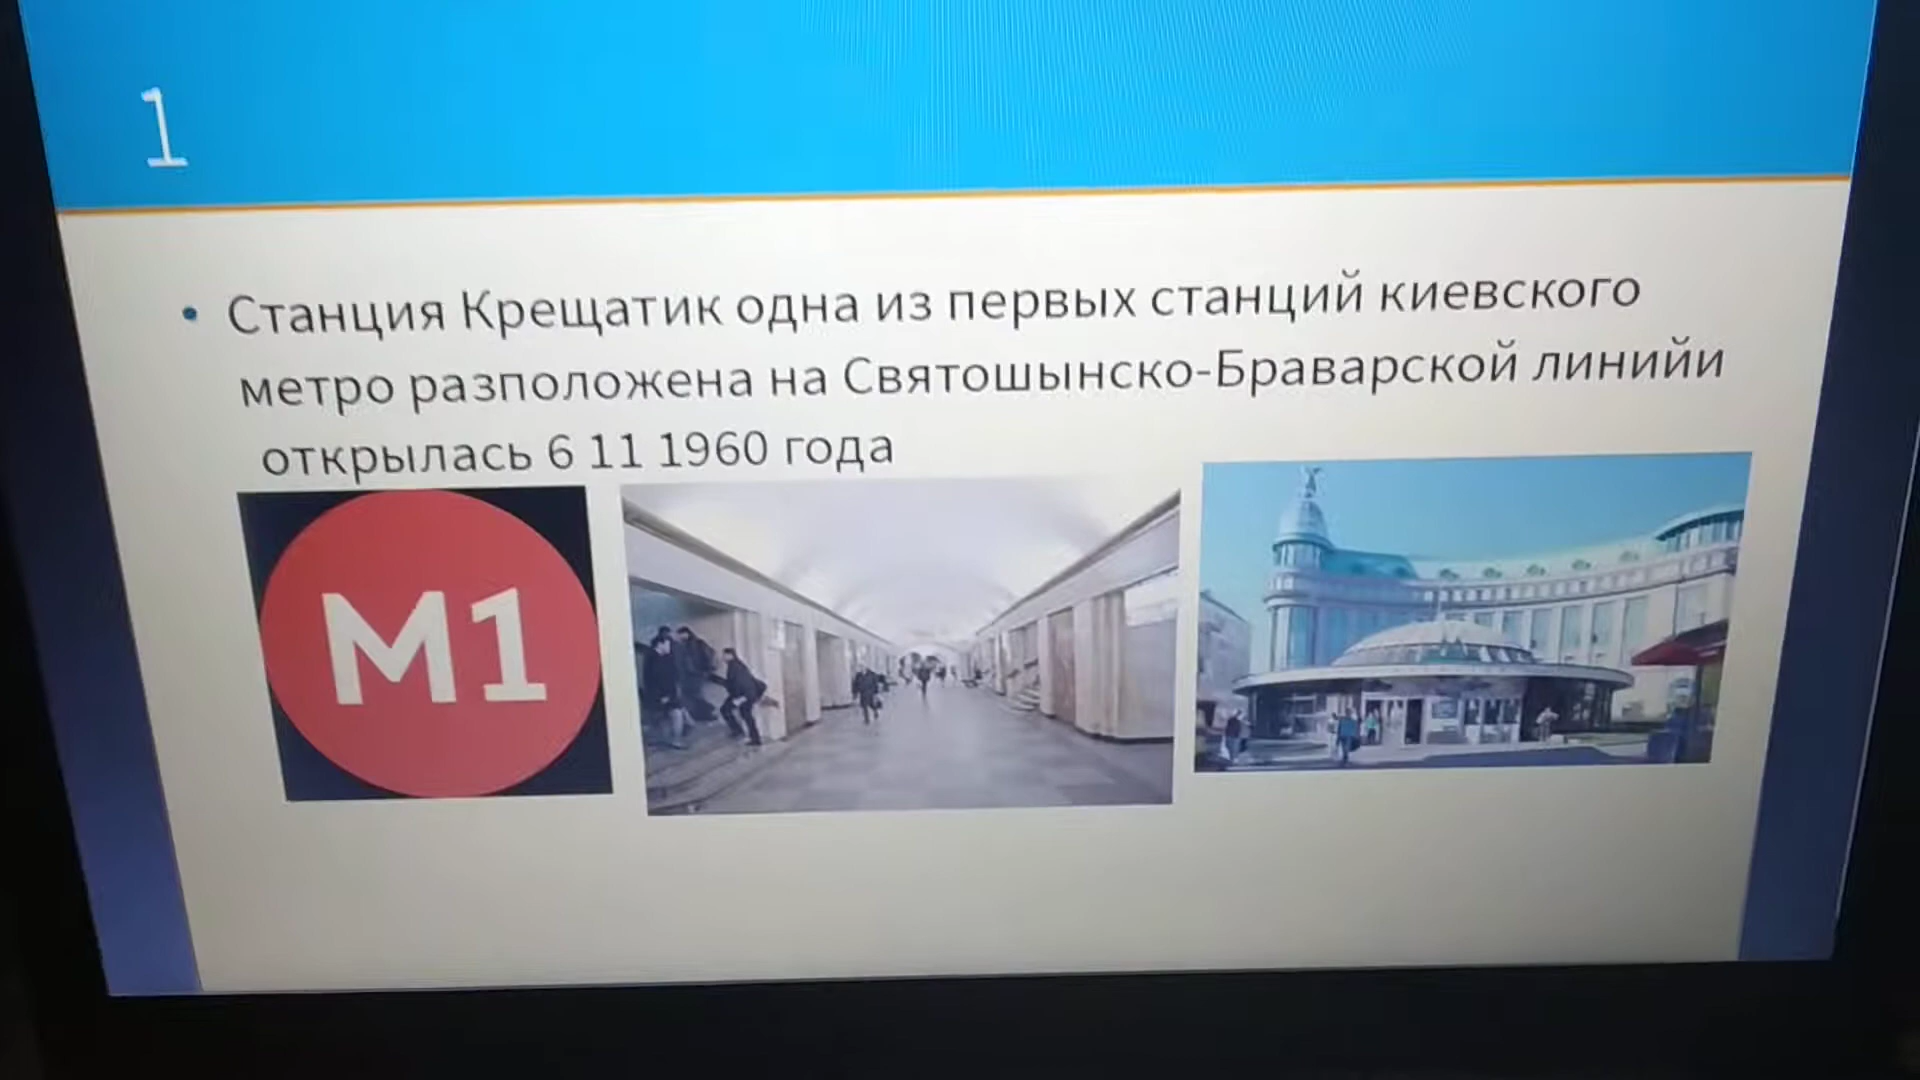 1
• Станция Крещатик одна из первых станций киевского
метро разположена на Святошынско-Браварской линийи
открылась 6 11 1960 года
M1